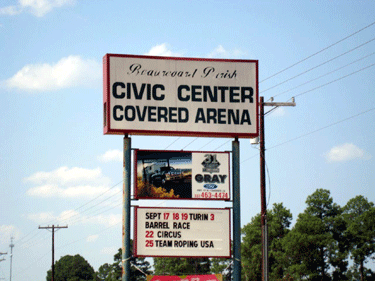 Beauregard Parish
CIVIC CENTER
COVERED ARENA
GRAY
463-4474
SEPT 17 18 19 TURIN 3
BARREL RACE
22 CIRCUS
25 TEAM ROPING USA